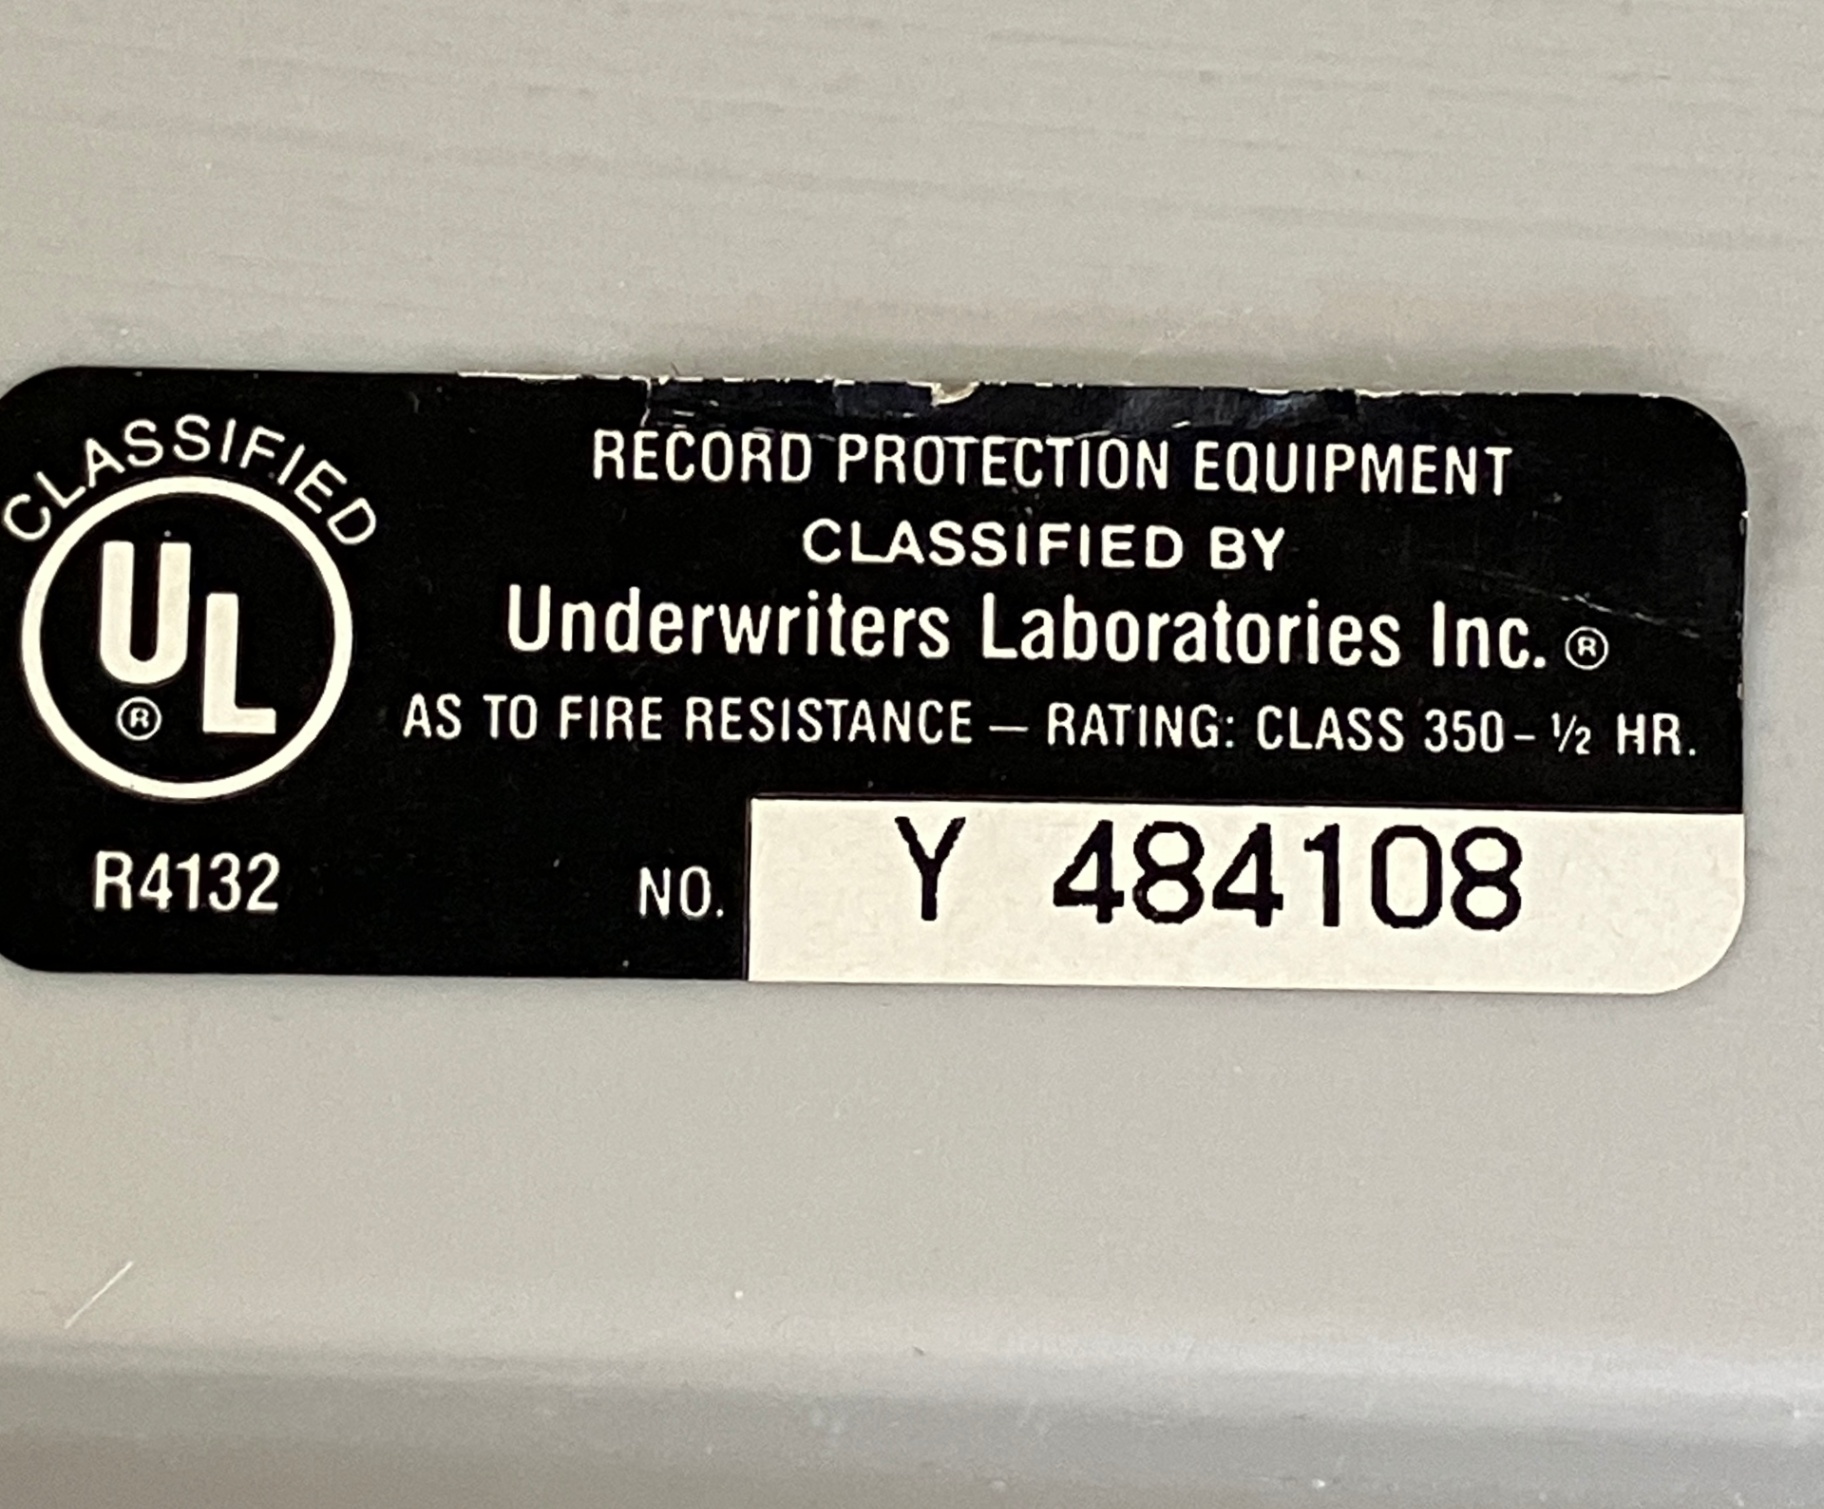 CLASSIFIED
UL®
R4132
RECORD PROTECTION EQUIPMENT
CLASSIFIED BY
Underwriters Laboratories Inc.®
AS TO FIRE RESISTANCE — RATING: CLASS 350 – ½ HR.
NO. Y 484108